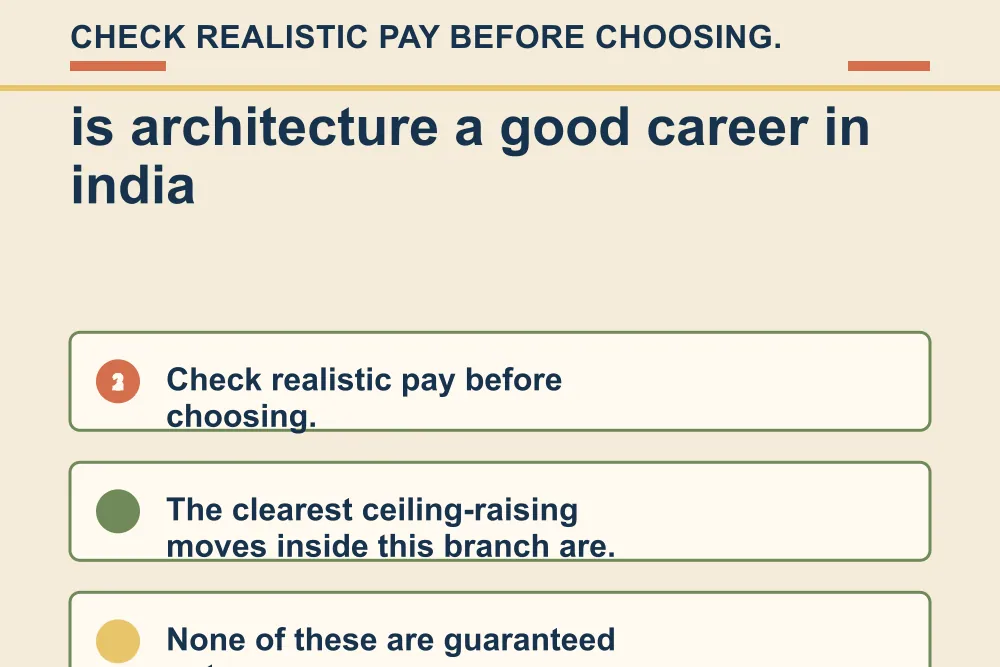 CHECK REALISTIC PAY BEFORE CHOOSING.
is architecture a good career in
india
Check realistic pay before
choosing.
The clearest ceiling-raising
moves inside this branch are.
None of these are guaranteed